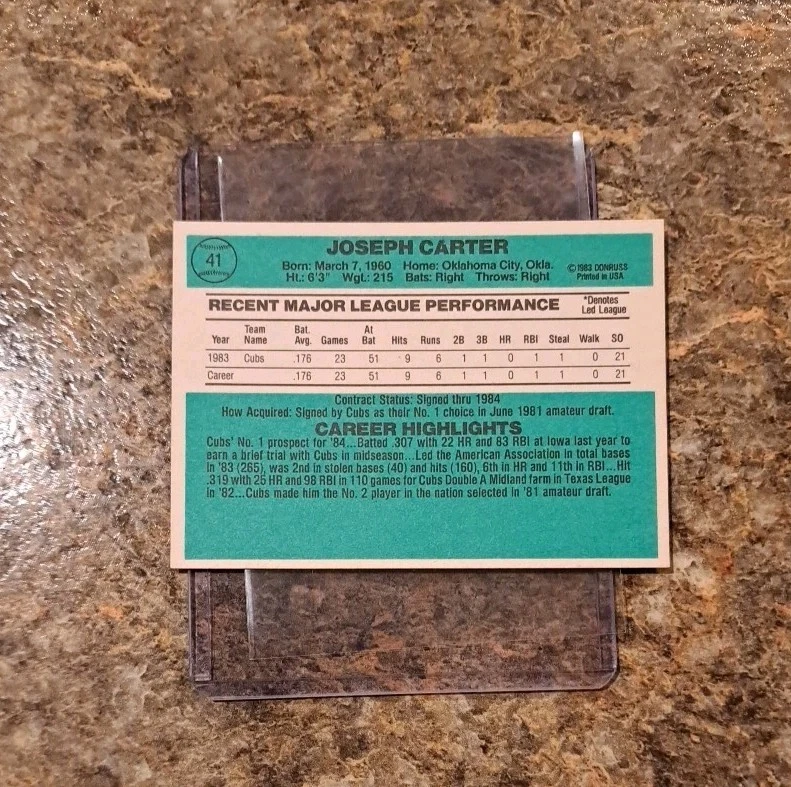 41
JOSEPH CARTER
Born: March 7, 1960 Home: Oklahoma City, Okla.
Ht.: 6'3" Wgt.: 215 Bats: Right Throws: Right
©1983 DONRUSS
Printed in USA
RECENT MAJOR LEAGUE PERFORMANCE
*Denotes
Led League
Year Team Name Bat. Avg. Games At Bat Hits Runs 2B 3B HR RBI Steal Walk SO
1983 Cubs .176 23 51 9 6 1 1 0 1 1 0 21
Career .176 23 51 9 6 1 1 0 1 1 0 21
Contract Status: Signed thru 1984
How Acquired: Signed by Cubs as their No. 1 choice in June 1981 amateur draft.
CAREER HIGHLIGHTS
Cubs' No. 1 prospect for '84...Batted .307 with 22 HR and 83 RBI at Iowa last year to
earn a brief trial with Cubs in midseason...Led the American Association in total bases
in '83 (265), was 2nd in stolen bases (40) and hits (160), 6th in HR and 11th in RBI...Hit
.319 with 25 HR and 98 RBI in 110 games for Cubs Double A Midland farm in Texas League
in '82...Cubs made him the No. 2 player in the nation selected in '81 amateur draft.